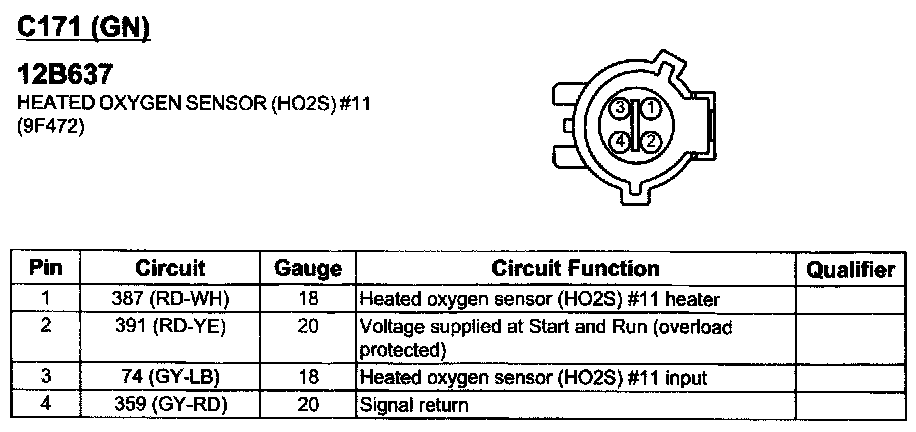 C171 (GN)
12B637
HEATED OXYGEN SENSOR (HO2S) #11
(9F472)
3 1
4 2
Pin Circuit Gauge Circuit Function Qualifier
1 387 (RD-WH) 18 Heated oxygen sensor (HO2S) #11 heater
2 391 (RD-YE) 20 Voltage supplied at Start and Run (overload
protected)
3 74 (GY-LB) 18 Heated oxygen sensor (HO2S) #11 input
4 359 (GY-RD) 20 Signal return